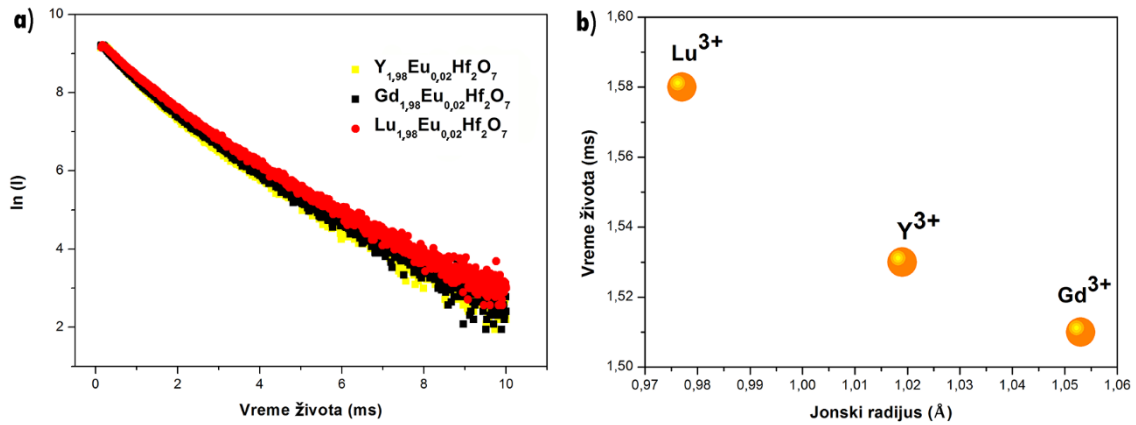 a)
10
8
6
4
2
ln (I)
Y1,98Eu0,02Hf2O7
Gd1,98Eu0,02Hf2O7
Lu1,98Eu0,02Hf2O7
0 2 4 6 8 10
Vreme života (ms)
b)
1,60
1,58
1,56
1,54
1,52
1,50
Vreme života (ms)
Lu3+
Y3+
Gd3+
0,97 0,98 0,99 1,00 1,01 1,02 1,03 1,04 1,05 1,06
Jonski radijus (Å)